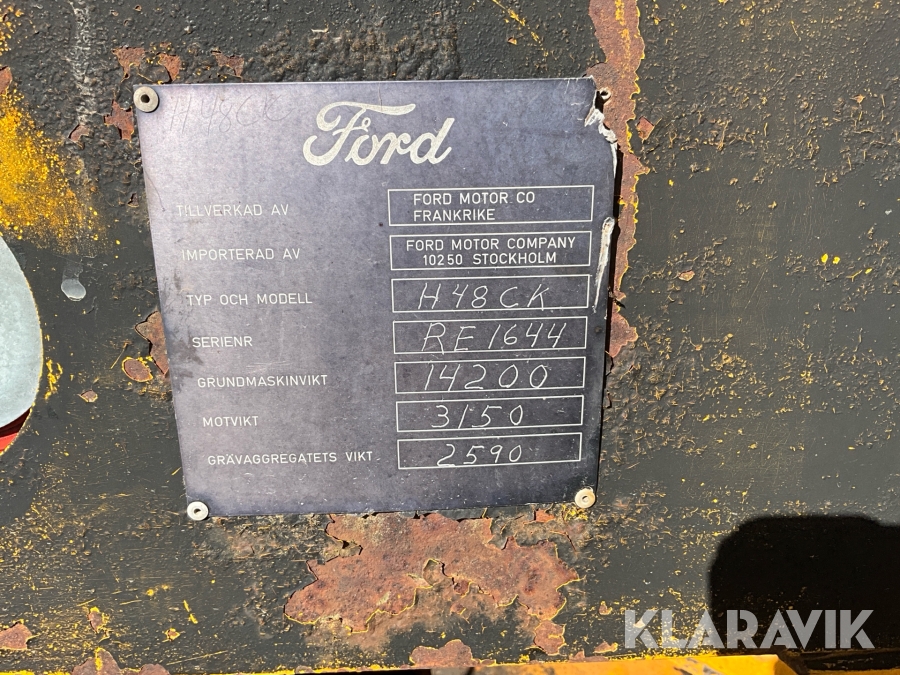 H48CK
Ford
TILLVERKAD AV FORD MOTOR CO
FRANKRIKE
IMPORTERAD AV FORD MOTOR COMPANY
10250 STOCKHOLM
TYP OCH MODELL H48CK
SERIENR RE1644
GRUNDMASKINVIKT 14200
MOTVIKT 3150
GRÄVAGGREGATETS VIKT 2590
KLARAVIK